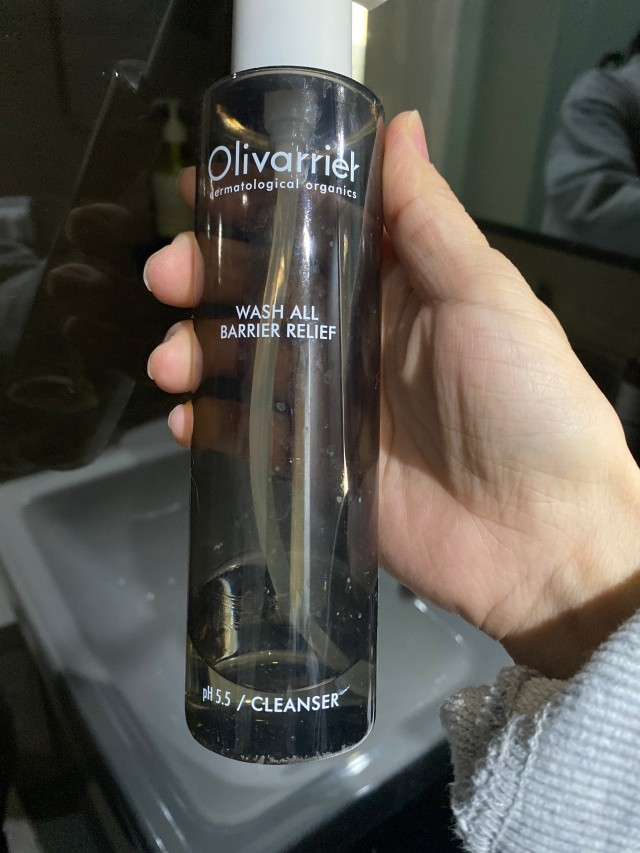 Olivarrier
dermatological organics
WASH ALL
BARRIER RELIEF
pH 5.5 / CLEANSER